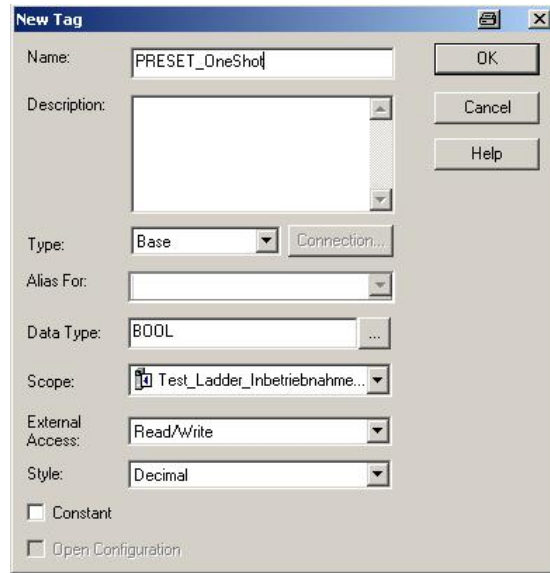 New Tag
Name:
PRESET_OneShot
OK
Description:
Cancel
Help
Type:
Base
Connection...
Alias For:
Data Type:
BOOL
...
Scope:
Test_Ladder_Inbetriebnahme...
External
Access:
Read/Write
Style:
Decimal
Constant
Open Configuration